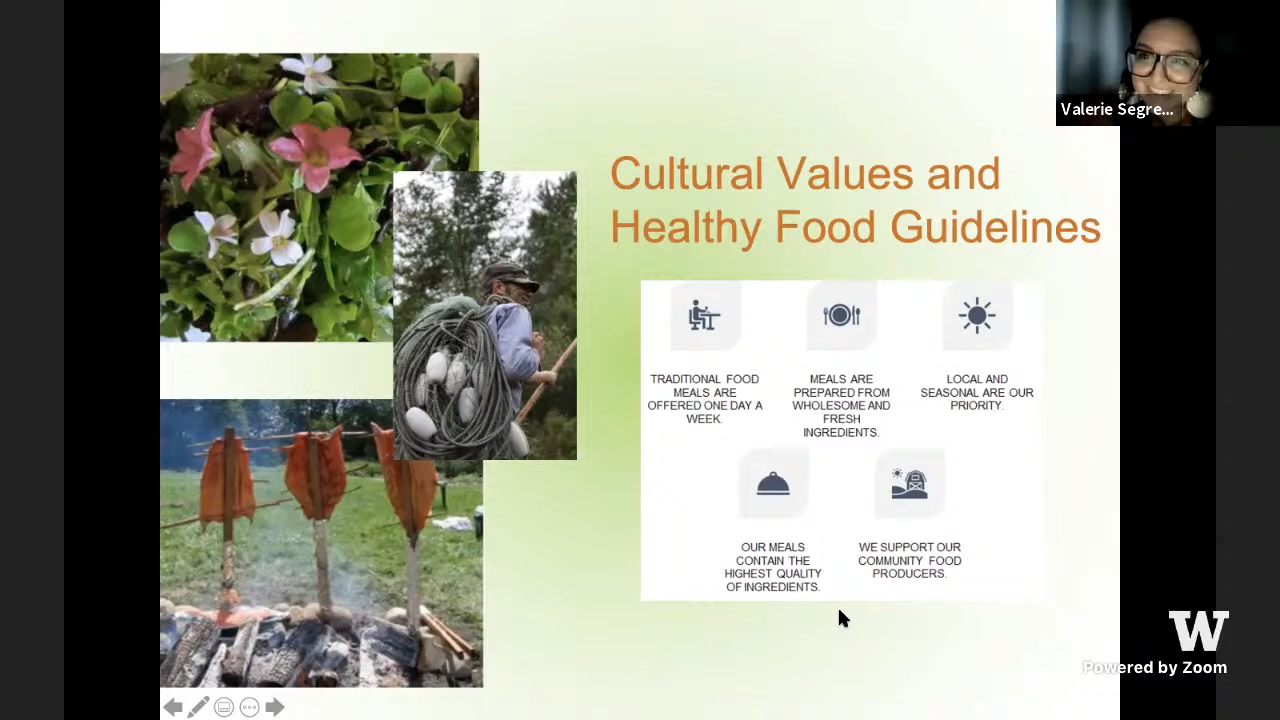 Valerie Segre...
Cultural Values and
Healthy Food Guidelines
TRADITIONAL FOOD
MEALS ARE
OFFERED ONE DAY A
WEEK.
MEALS ARE
PREPARED FROM
WHOLESOME AND
FRESH
INGREDIENTS.
LOCAL AND
SEASONAL ARE OUR
PRIORITY.
OUR MEALS
CONTAIN THE
HIGHEST QUALITY
OF INGREDIENTS.
WE SUPPORT OUR
COMMUNITY FOOD
PRODUCERS.
W
Powered by Zoom